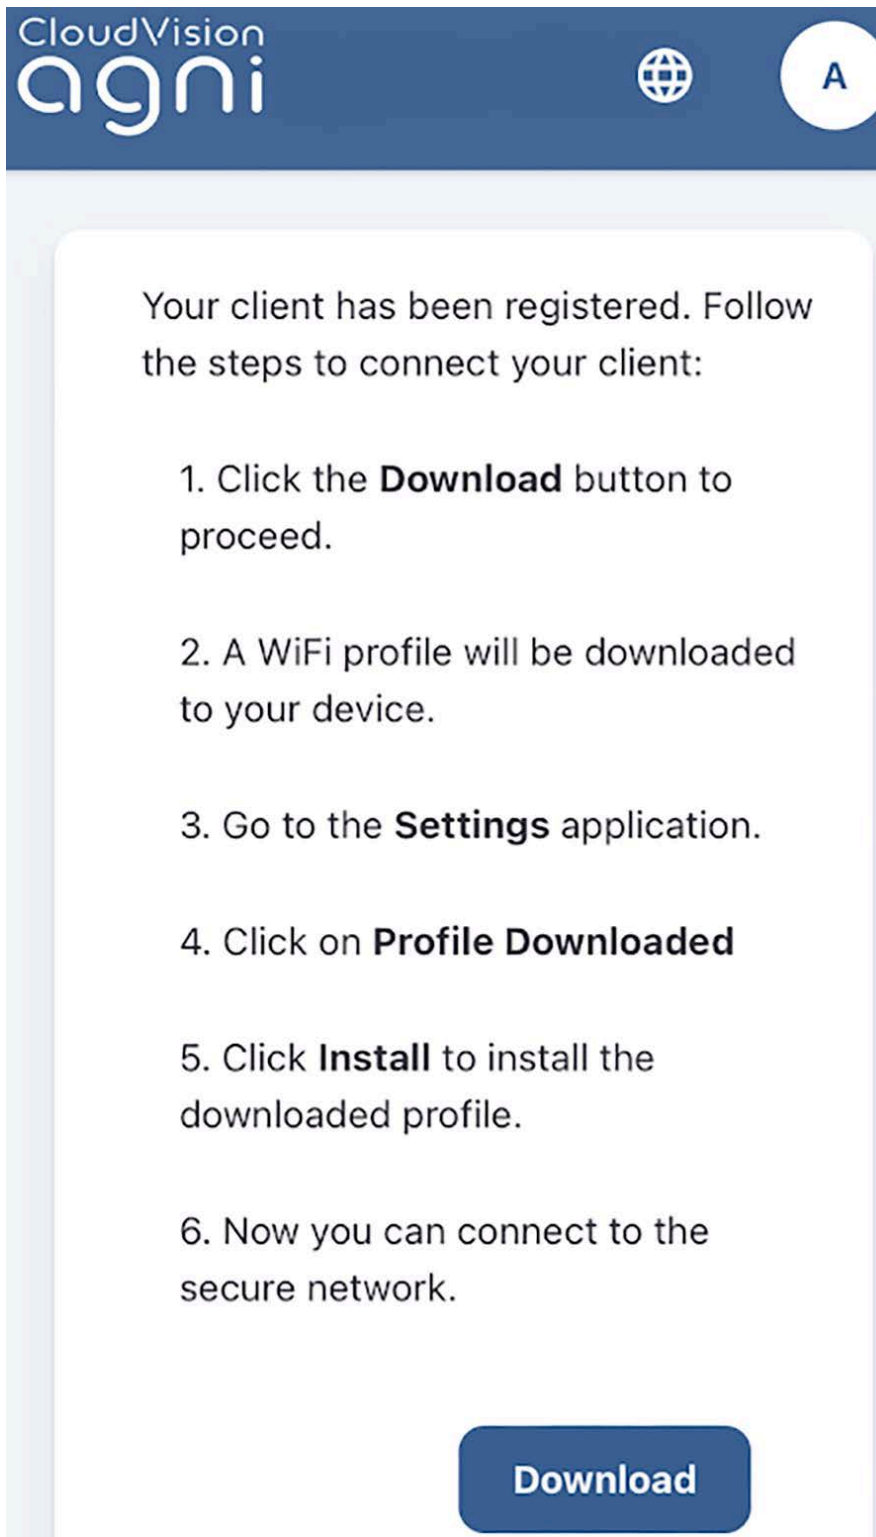 CloudVision
agni
A
Your client has been registered. Follow
the steps to connect your client:
1. Click the Download button to
proceed.
2. A WiFi profile will be downloaded
to your device.
3. Go to the Settings application.
4. Click on Profile Downloaded
5. Click Install to install the
downloaded profile.
6. Now you can connect to the
secure network.
Download